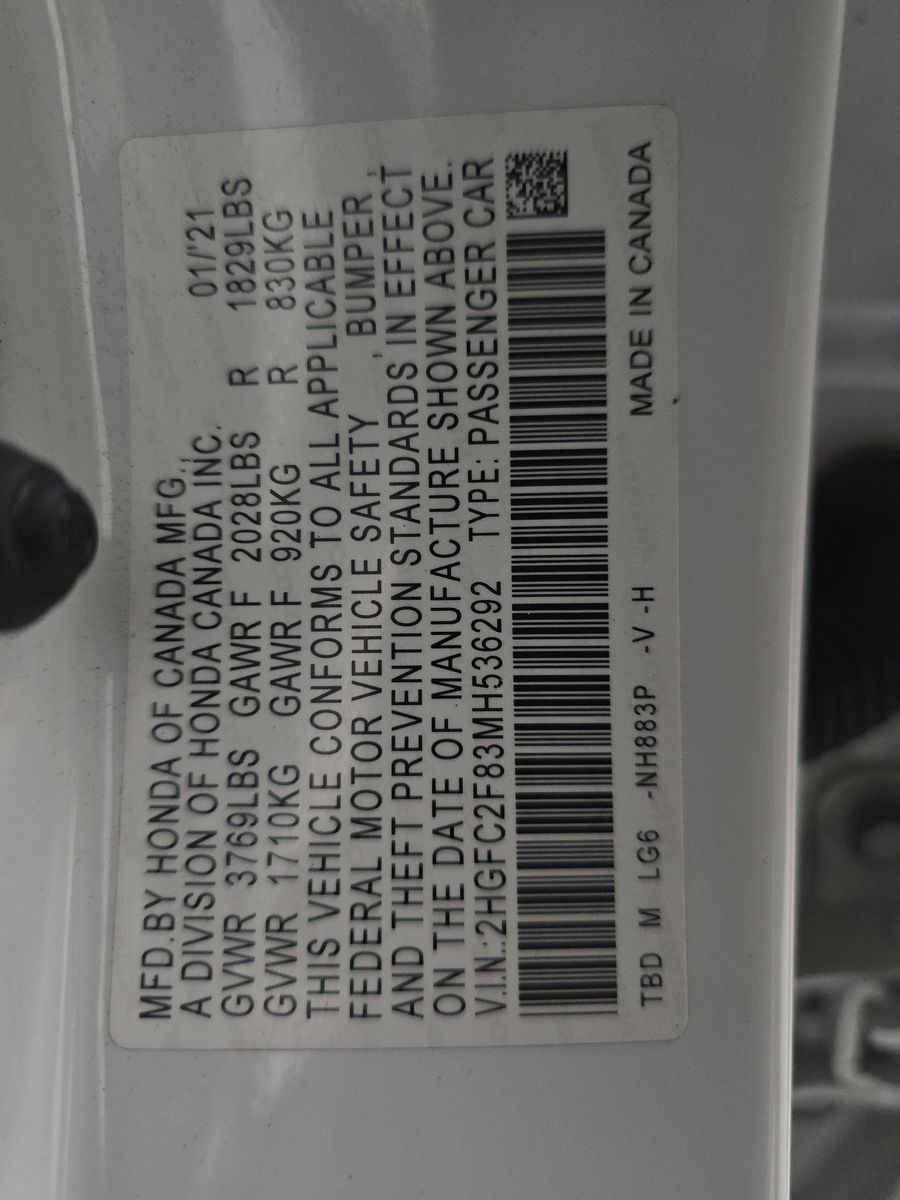 MFD.BY HONDA OF CANADA MFG., 01/'21
A DIVISION OF HONDA CANADA INC.
GVWR 3769LBS GAWR F 2028LBS R 1829LBS
GVWR 1710KG GAWR F 920KG R 830KG
THIS VEHICLE CONFORMS TO ALL APPLICABLE
FEDERAL MOTOR VEHICLE SAFETY , BUMPER ,
AND THEFT PREVENTION STANDARDS IN EFFECT
ON THE DATE OF MANUFACTURE SHOWN ABOVE.
V.I.N.:2HGFC2F83MH536292 TYPE: PASSENGER CAR
TBD M LG6 -NH883P -V -H MADE IN CANADA